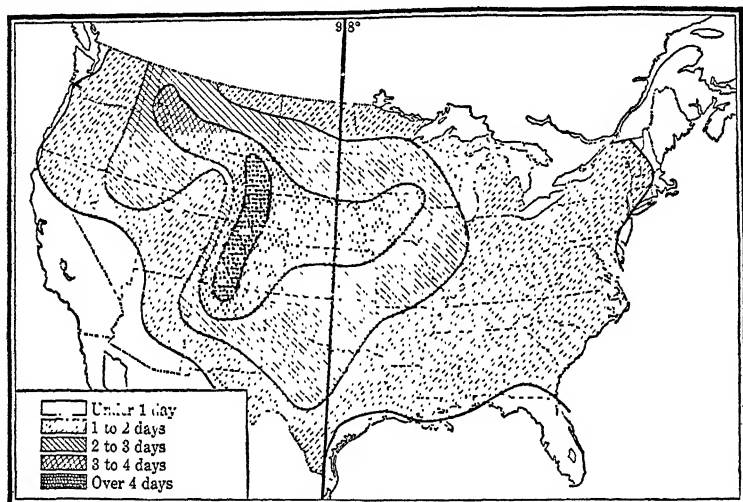 98°
Under 1 day
1 to 2 days
2 to 3 days
3 to 4 days
Over 4 days